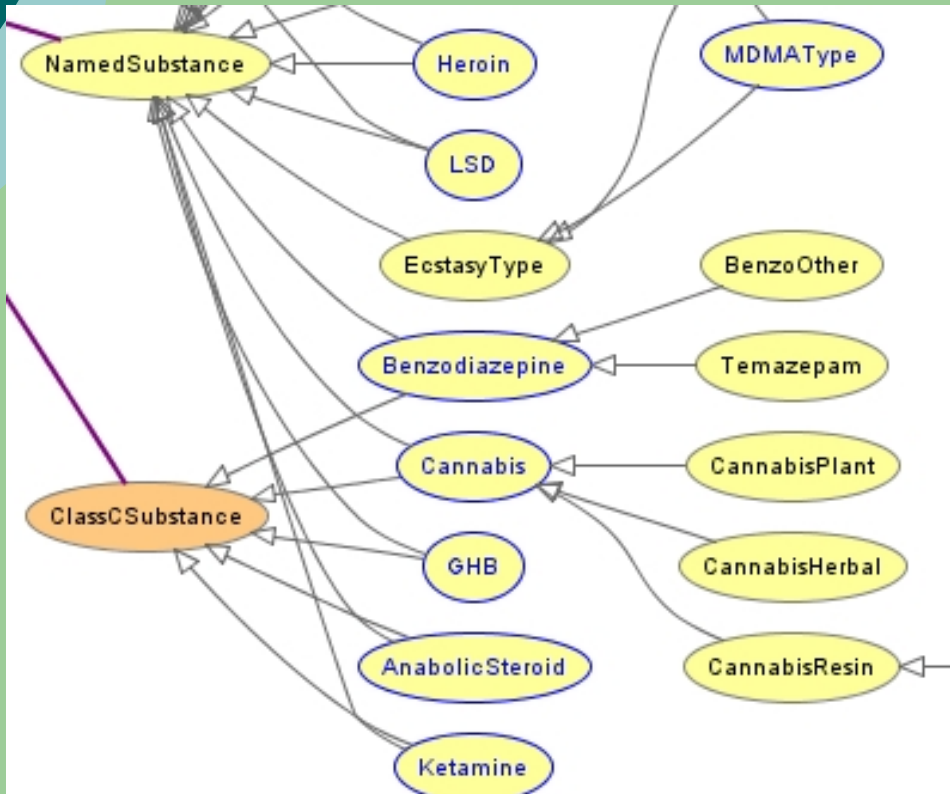 NamedSubstance
Heroin
MDMAType
LSD
EcstasyType
BenzoOther
Benzodiazepine
Temazepam
Cannabis
CannabisPlant
ClassCSubstance
GHB
CannabisHerbal
AnabolicSteroid
CannabisResin
Ketamine